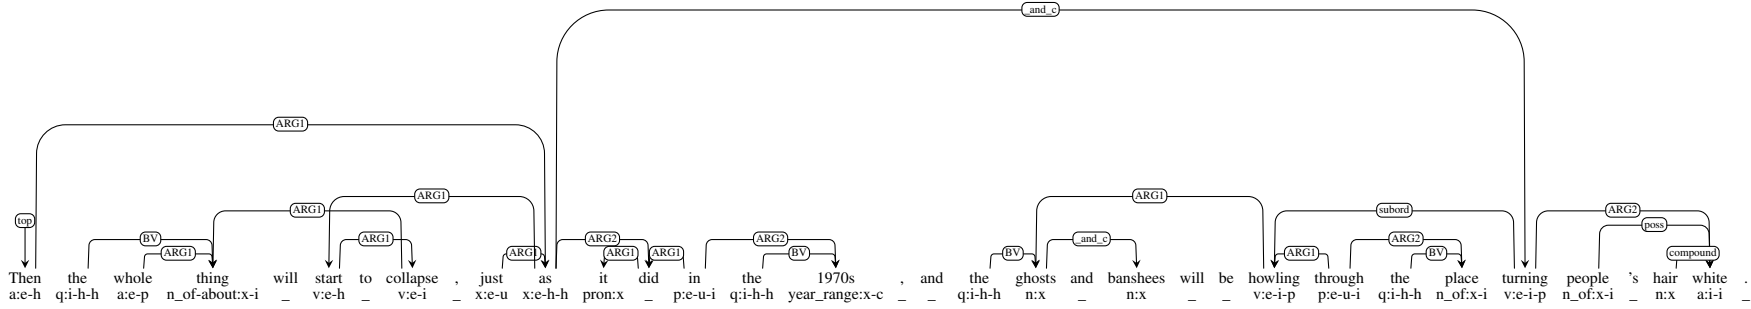 _and_c
ARG1
ARG1 ARG1
top ARG1 subord ARG2
BV ARG1 ARG2 ARG2 _and_c ARG2 poss
ARG1 ARG1 ARG1 ARG1 BV BV ARG1 BV compound
Then the whole thing will start to collapse , just as it did in the 1970s , and the ghosts and banshees will be howling through the place turning people 's hair white .
a:e-h q:i-h-h a:e-p n_of-about:x-i _ v:e-h _ v:e-i _ x:e-u x:e-h-h pron:x _ p:e-u-i q:i-h-h year_range:x-c _ _ q:i-h-h n:x _ n:x _ _ v:e-i-p p:e-u-i q:i-h-h n_of:x-i v:e-i-p n_of:x-i _ n:x a:i-i _